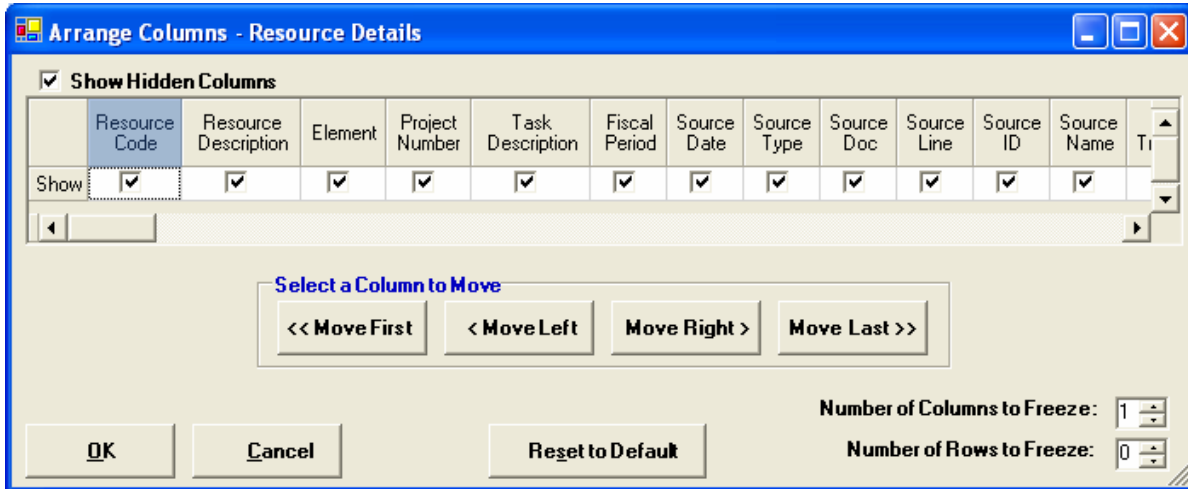 Arrange Columns - Resource Details
Show Hidden Columns
Resource Code Resource Description Element Project Number Task Description Fiscal Period Source Date Source Type Source Doc Source Line Source ID Source Name
Show
Select a Column to Move
<< Move First < Move Left Move Right > Move Last >>
Number of Columns to Freeze: 1
OK Cancel Reset to Default Number of Rows to Freeze: 0